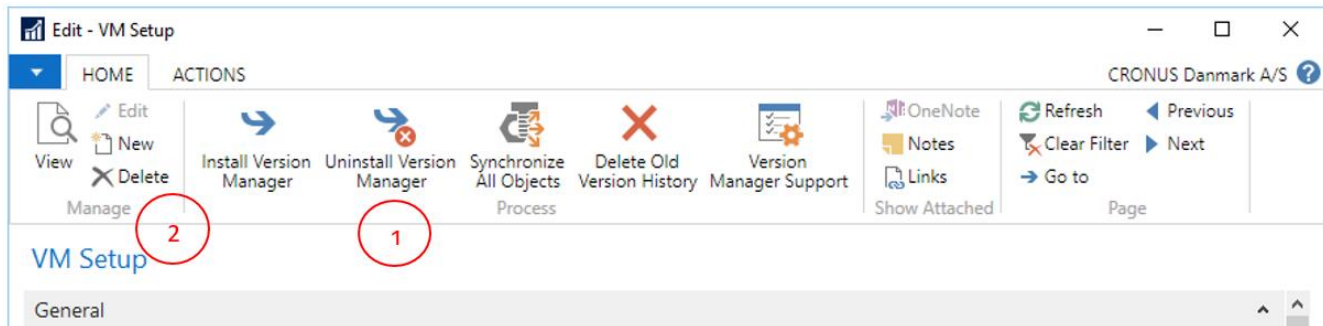 Edit - VM Setup
HOME ACTIONS CRONUS Danmark A/S ?
View
Edit
New
Delete
Manage
Install Version
Manager
Uninstall Version
Manager
Synchronize
All Objects
Delete Old
Version History
Version
Manager Support
Process
OneNote
Notes
Links
Show Attached
Refresh
Clear Filter
Go to
Previous
Next
Page
2
1
VM Setup
General